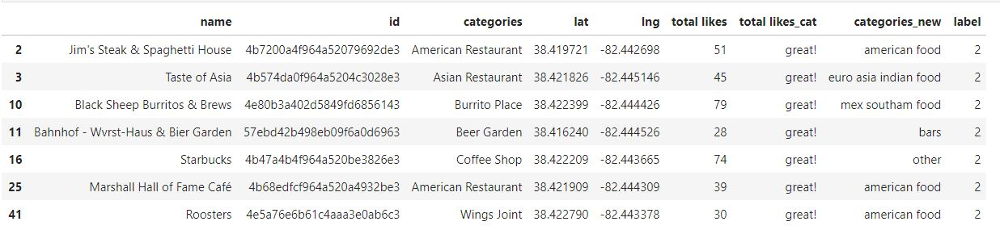 name id categories lat lng total likes total likes_cat categories_new label
2 Jim's Steak & Spaghetti House 4b7200a4f964a52079692de3 American Restaurant 38.419721 -82.442698 51 great! american food 2
3 Taste of Asia 4b574da0f964a5204c3028e3 Asian Restaurant 38.421826 -82.445146 45 great! euro asia indian food 2
10 Black Sheep Burritos & Brews 4e80b3a402d5849fd6856143 Burrito Place 38.422399 -82.444426 79 great! mex southam food 2
11 Bahnhof - Wvrst-Haus & Bier Garden 57ebd42b498eb09f6a0d6963 Beer Garden 38.416240 -82.444526 28 great! bars 2
16 Starbucks 4b47a4b4f964a520be3826e3 Coffee Shop 38.422209 -82.443665 74 great! other 2
25 Marshall Hall of Fame Café 4b68edfcf964a520a4932be3 American Restaurant 38.421909 -82.444309 39 great! american food 2
41 Roosters 4e5a76e6b61c4aaa3e0ab6c3 Wings Joint 38.422790 -82.443378 30 great! american food 2